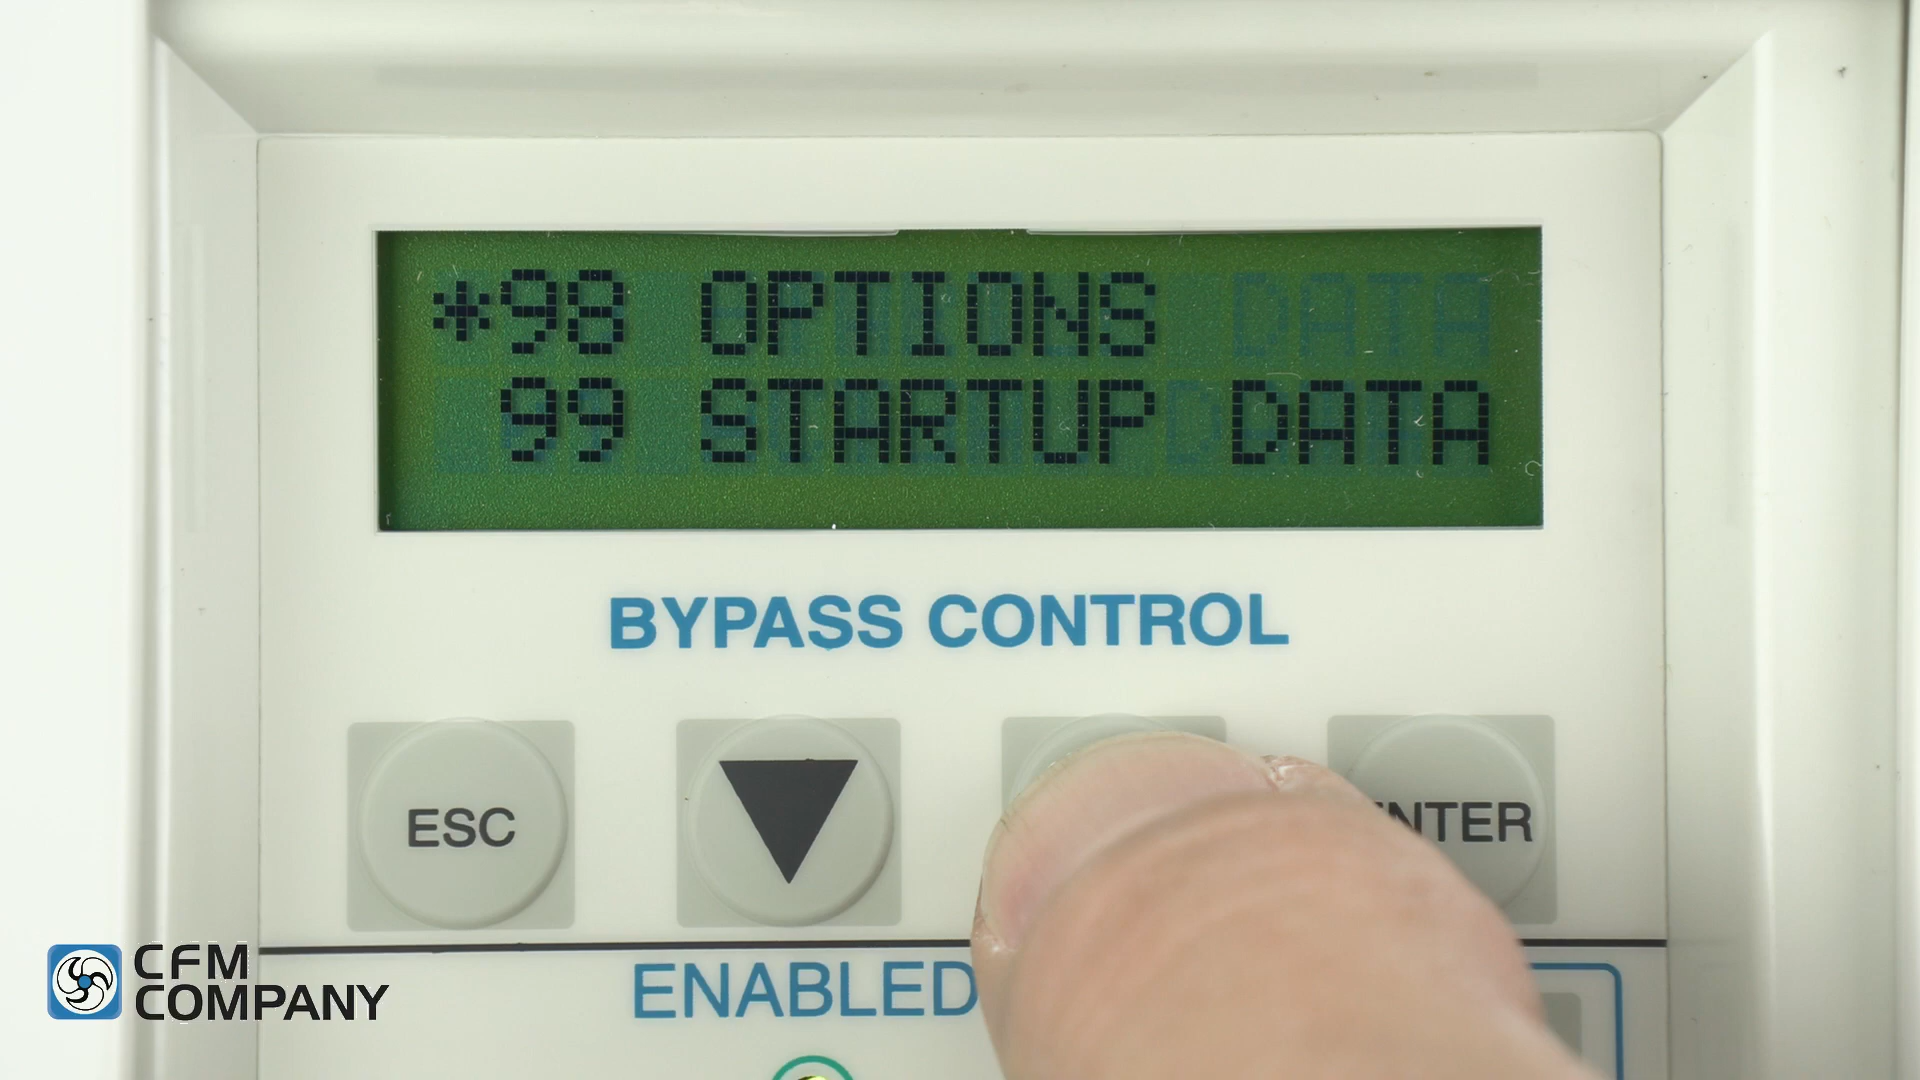 *98 OPTIONS
99 STARTUP DATA
BYPASS CONTROL
ESC
NTER
ENABLED
CFM
COMPANY